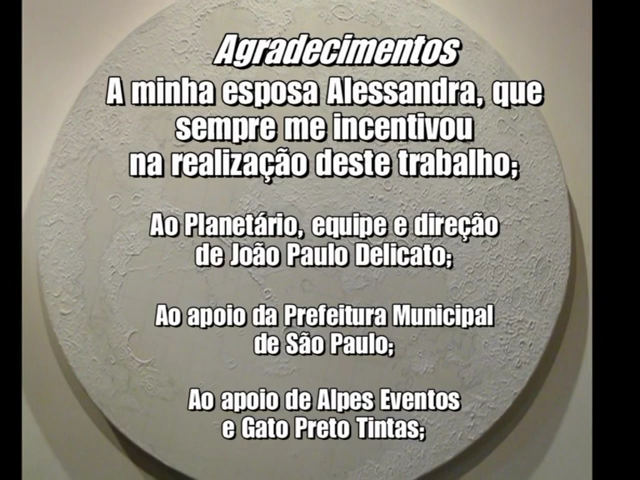 Agradecimentos
A minha esposa Alessandra, que
sempre me incentivou
na realização deste trabalho;
Ao Planetário, equipe e direção
de João Paulo Delicato;
Ao apoio da Prefeitura Municipal
de São Paulo;
Ao apoio de Alpes Eventos
e Gato Preto Tintas;